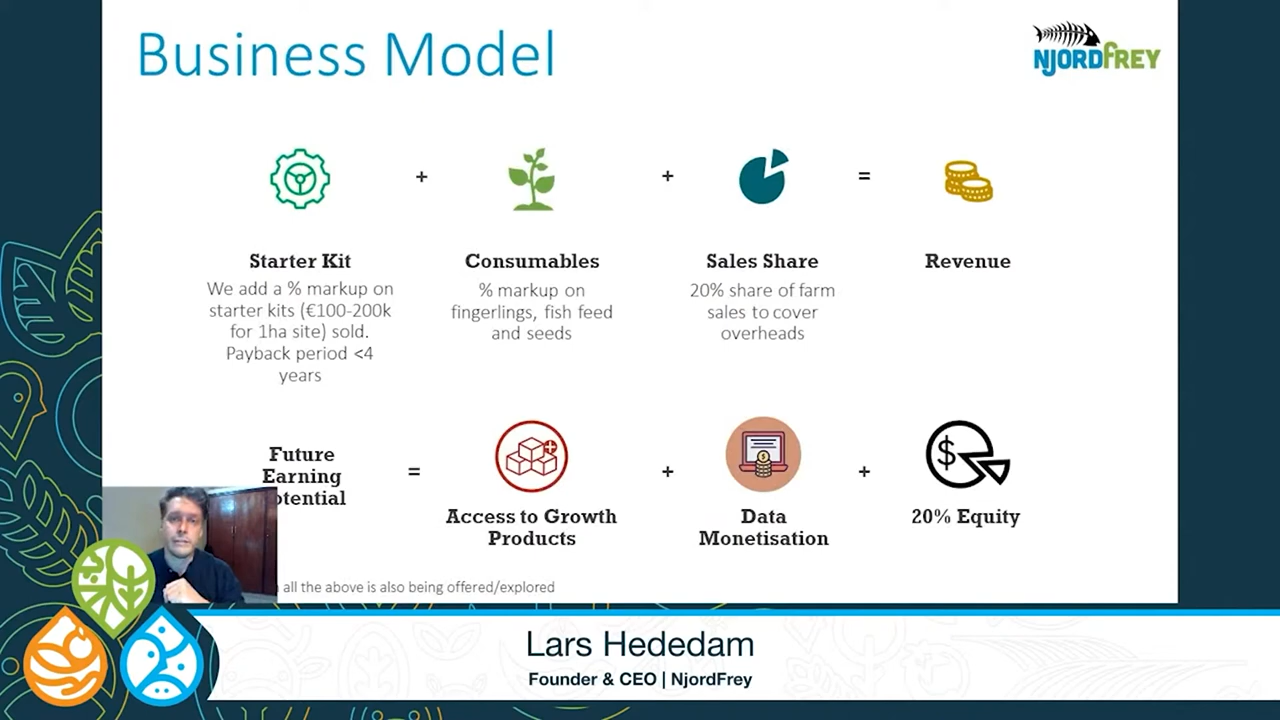 Business Model
NJORDFREY
+
+
=
Starter Kit
We add a % markup on
starter kits (€100-200k
for 1ha site) sold.
Payback period <4
years
Consumables
% markup on
fingerlings, fish feed
and seeds
Sales Share
20% share of farm
sales to cover
overheads
Revenue
Future
Earning
otential
=
Access to Growth
Products
+
Data
Monetisation
+
$
20% Equity
all the above is also being offered/explored
Lars Hededam
Founder & CEO | NjordFrey